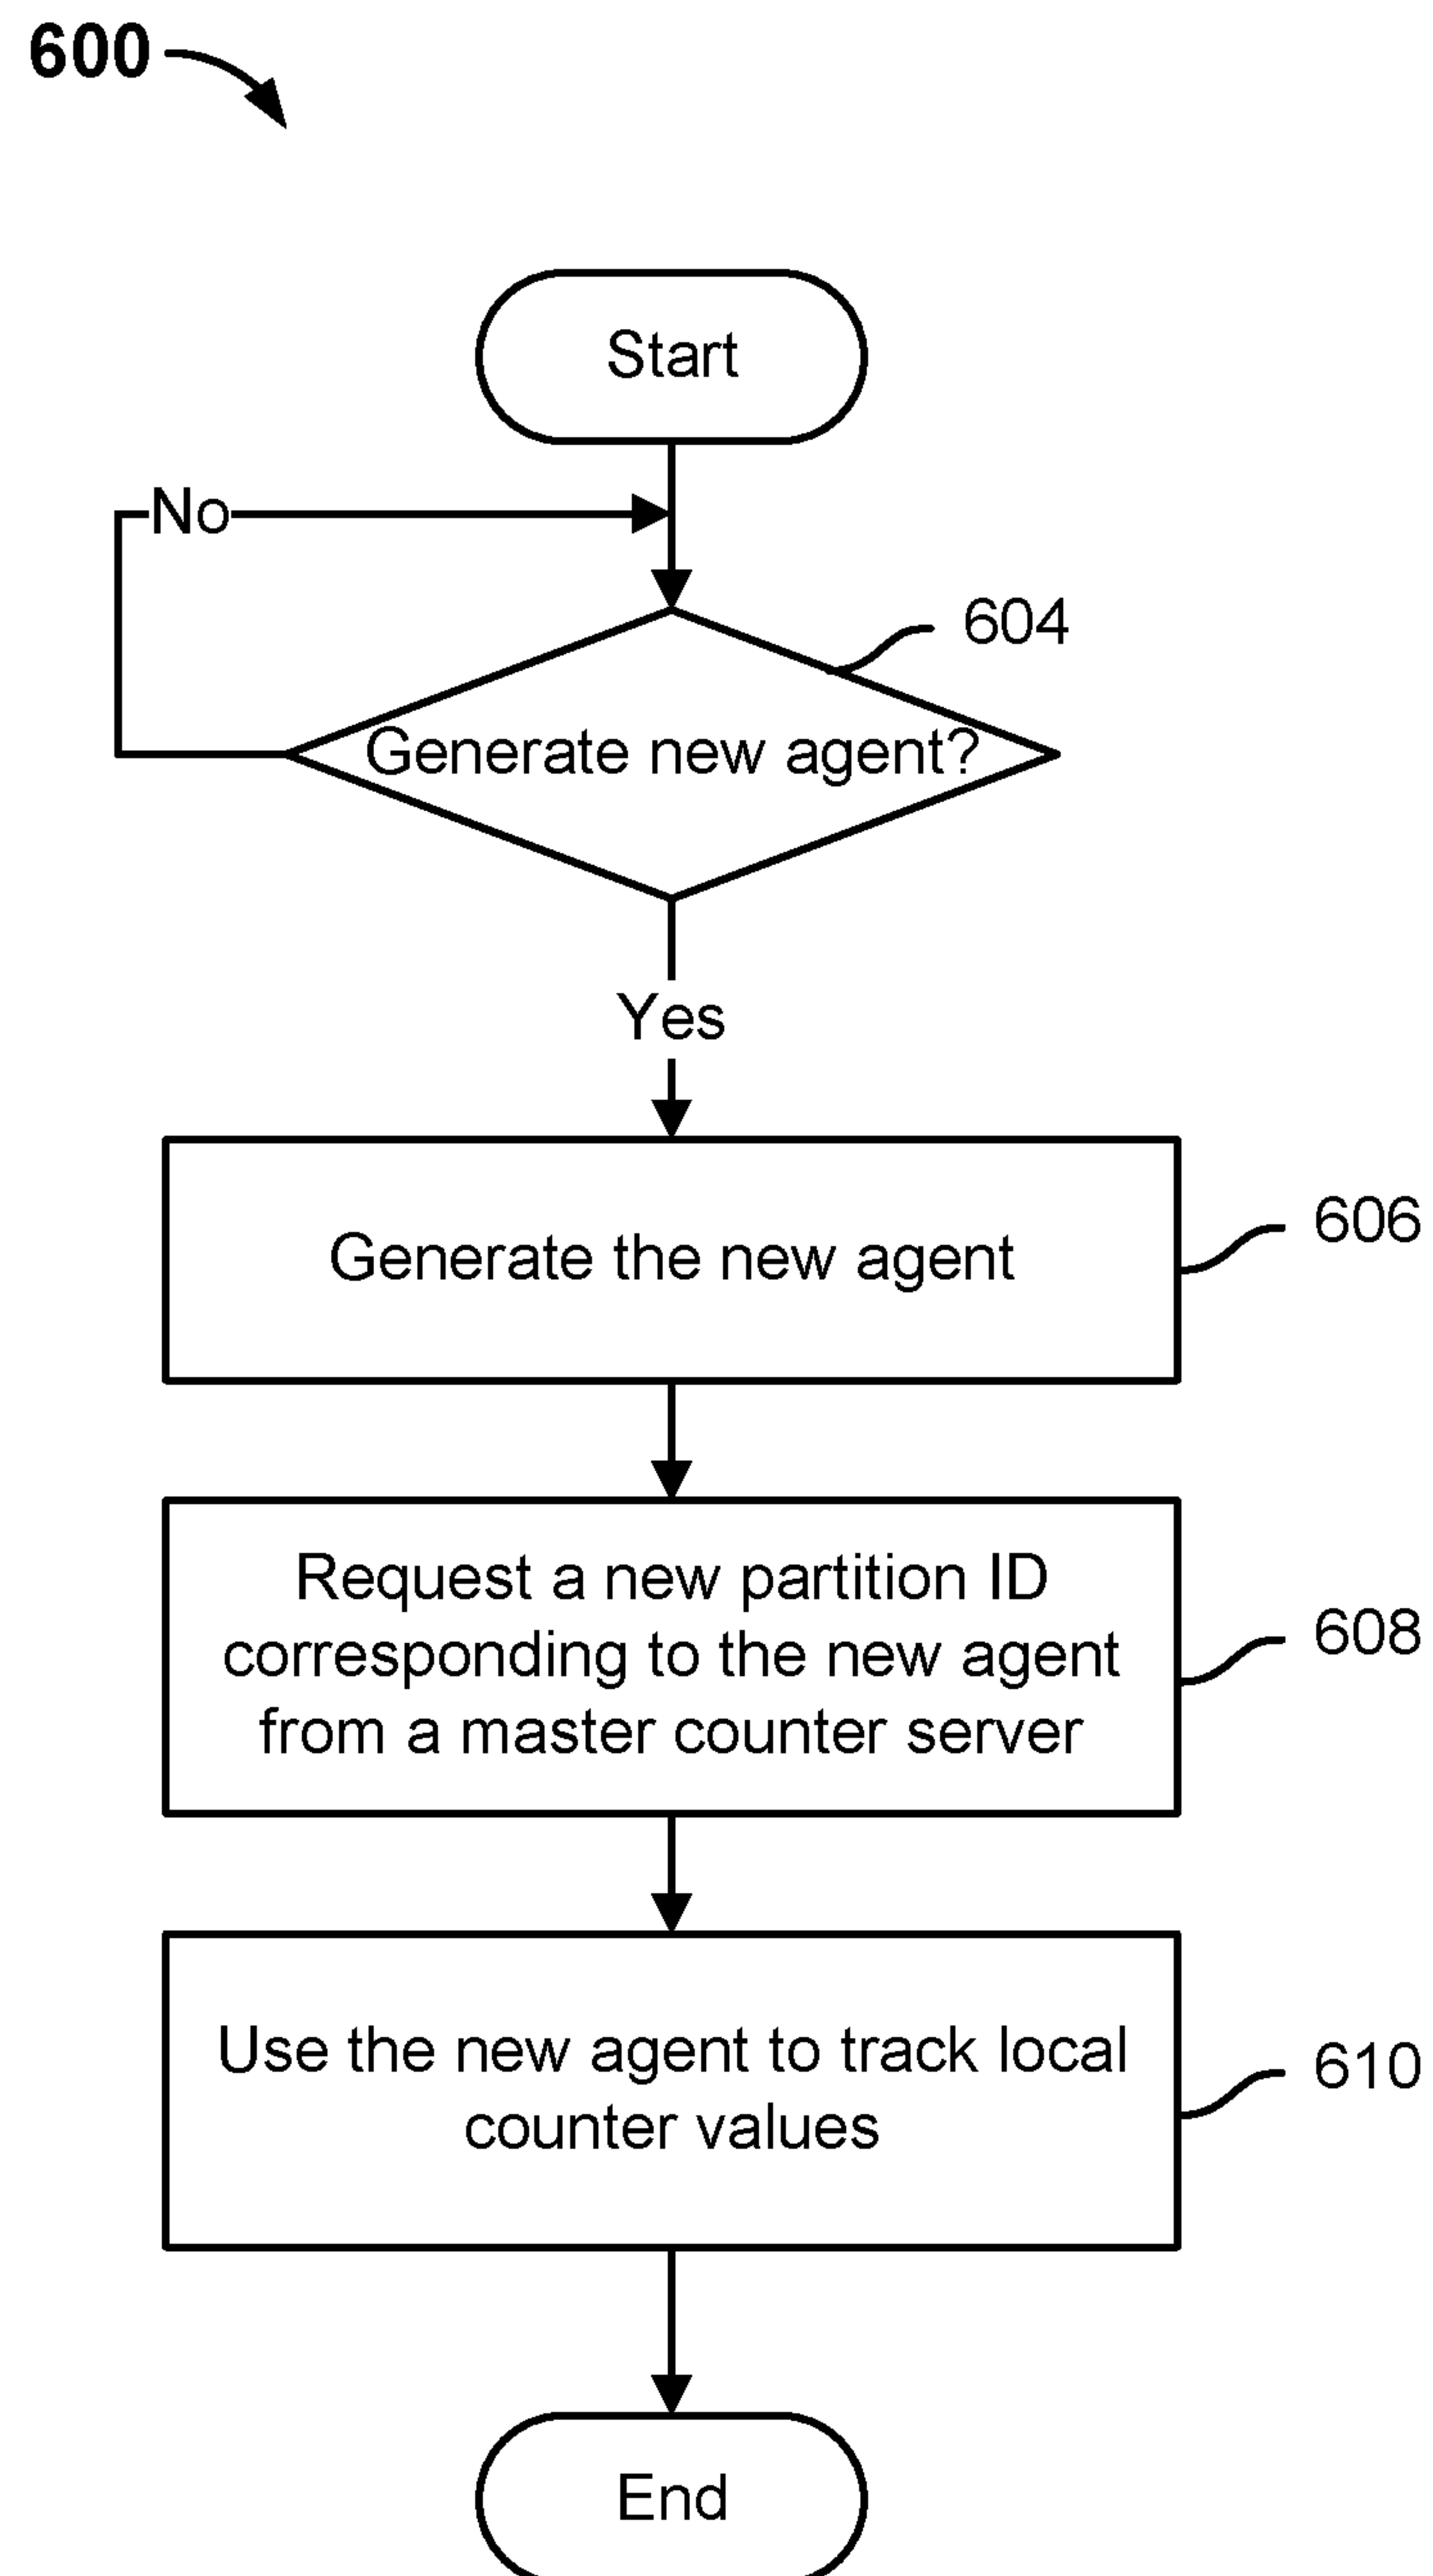 600
Start
No
604
Generate new agent?
Yes
Generate the new agent
606
Request a new partition ID
corresponding to the new agent
from a master counter server
608
Use the new agent to track local
counter values
610
End